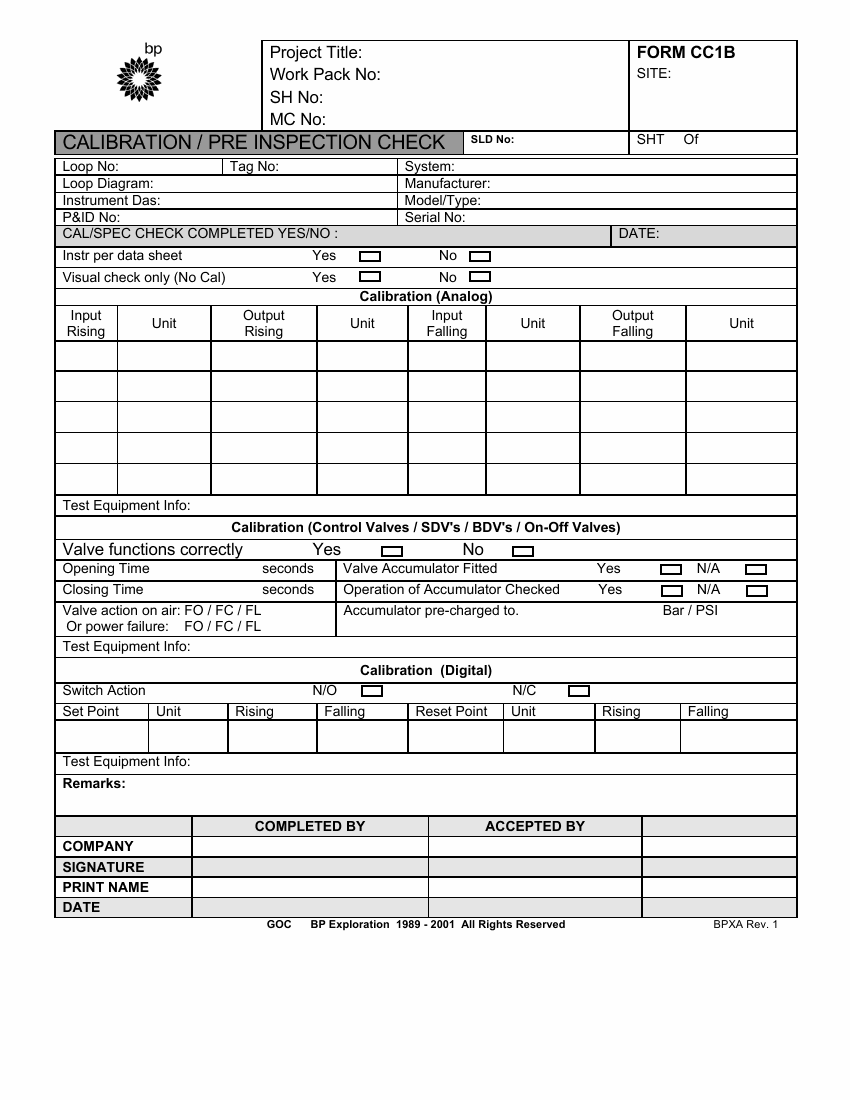 bp
Project Title:
Work Pack No:
SH No:
MC No:
FORM CC1B
SITE:
CALIBRATION / PRE INSPECTION CHECK
SLD No:
SHT Of
Loop No: Tag No: System:
Loop Diagram: Manufacturer:
Instrument Das: Model/Type:
P&ID No: Serial No:
CAL/SPEC CHECK COMPLETED YES/NO : DATE:
Instr per data sheet Yes No
Visual check only (No Cal) Yes No
Calibration (Analog)
Input Rising Unit Output Rising Unit Input Falling Unit Output Falling Unit
Test Equipment Info:
Calibration (Control Valves / SDV's / BDV's / On-Off Valves)
Valve functions correctly Yes No
Opening Time seconds Valve Accumulator Fitted Yes N/A
Closing Time seconds Operation of Accumulator Checked Yes N/A
Valve action on air: FO / FC / FL Accumulator pre-charged to. Bar / PSI
Or power failure: FO / FC / FL
Test Equipment Info:
Calibration (Digital)
Switch Action N/O N/C
Set Point Unit Rising Falling Reset Point Unit Rising Falling
Test Equipment Info:
Remarks:
COMPLETED BY ACCEPTED BY
COMPANY
SIGNATURE
PRINT NAME
DATE
GOC BP Exploration 1989 - 2001 All Rights Reserved BPXA Rev. 1